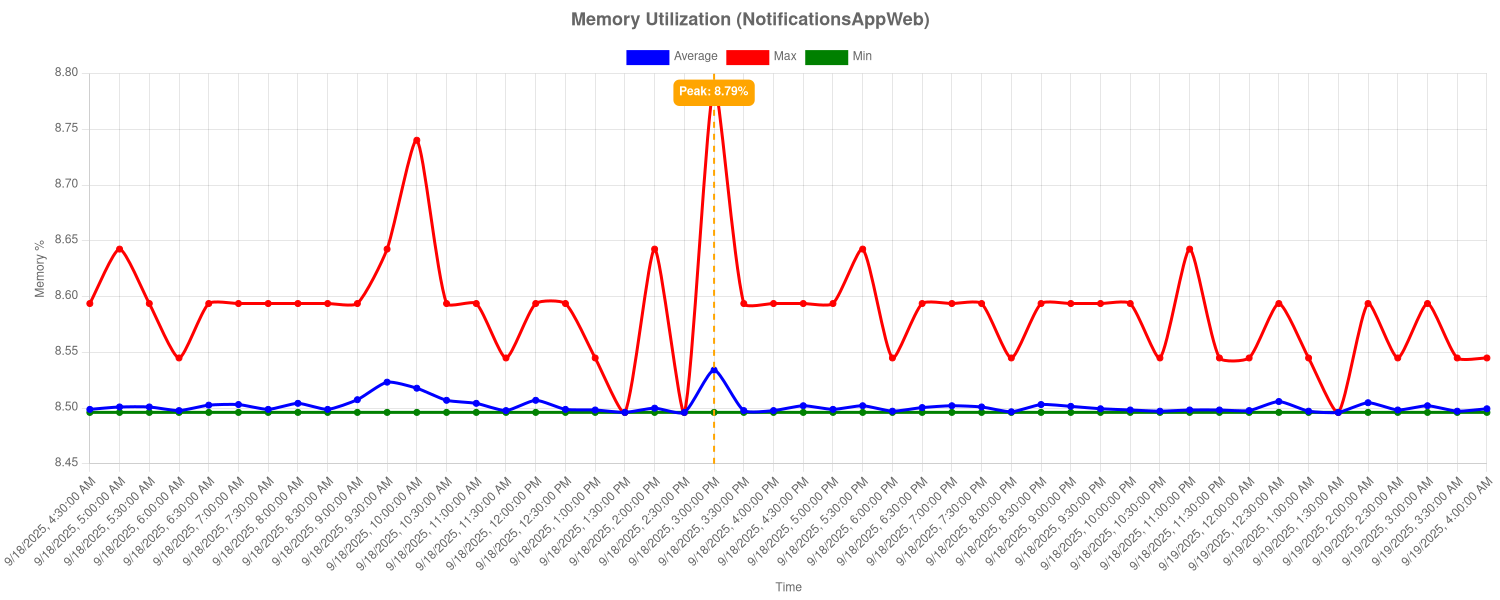 Memory Utilization (NotificationsAppWeb)
Average Max Min
Peak: 8.79%
8.80
8.75
8.70
8.65
8.60
8.55
8.50
8.45
Memory %
9/18/2025, 4:30:00 AM
9/18/2025, 5:00:00 AM
9/18/2025, 5:30:00 AM
9/18/2025, 6:00:00 AM
9/18/2025, 6:30:00 AM
9/18/2025, 7:00:00 AM
9/18/2025, 7:30:00 AM
9/18/2025, 8:00:00 AM
9/18/2025, 8:30:00 AM
9/18/2025, 9:00:00 AM
9/18/2025, 9:30:00 AM
9/18/2025, 10:00:00 AM
9/18/2025, 10:30:00 AM
9/18/2025, 11:00:00 AM
9/18/2025, 11:30:00 AM
9/18/2025, 12:00:00 PM
9/18/2025, 12:30:00 PM
9/18/2025, 1:00:00 PM
9/18/2025, 1:30:00 PM
9/18/2025, 2:00:00 PM
9/18/2025, 2:30:00 PM
9/18/2025, 3:00:00 PM
9/18/2025, 3:30:00 PM
9/18/2025, 4:00:00 PM
9/18/2025, 4:30:00 PM
9/18/2025, 5:00:00 PM
9/18/2025, 5:30:00 PM
9/18/2025, 6:00:00 PM
9/18/2025, 6:30:00 PM
9/18/2025, 7:00:00 PM
9/18/2025, 7:30:00 PM
9/18/2025, 8:00:00 PM
9/18/2025, 8:30:00 PM
9/18/2025, 9:00:00 PM
9/18/2025, 9:30:00 PM
9/18/2025, 10:00:00 PM
9/18/2025, 10:30:00 PM
9/18/2025, 11:00:00 PM
9/18/2025, 11:30:00 PM
9/19/2025, 12:00:00 AM
9/19/2025, 12:30:00 AM
9/19/2025, 1:00:00 AM
9/19/2025, 1:30:00 AM
9/19/2025, 2:00:00 AM
9/19/2025, 2:30:00 AM
9/19/2025, 3:00:00 AM
9/19/2025, 3:30:00 AM
9/19/2025, 4:00:00 AM
Time